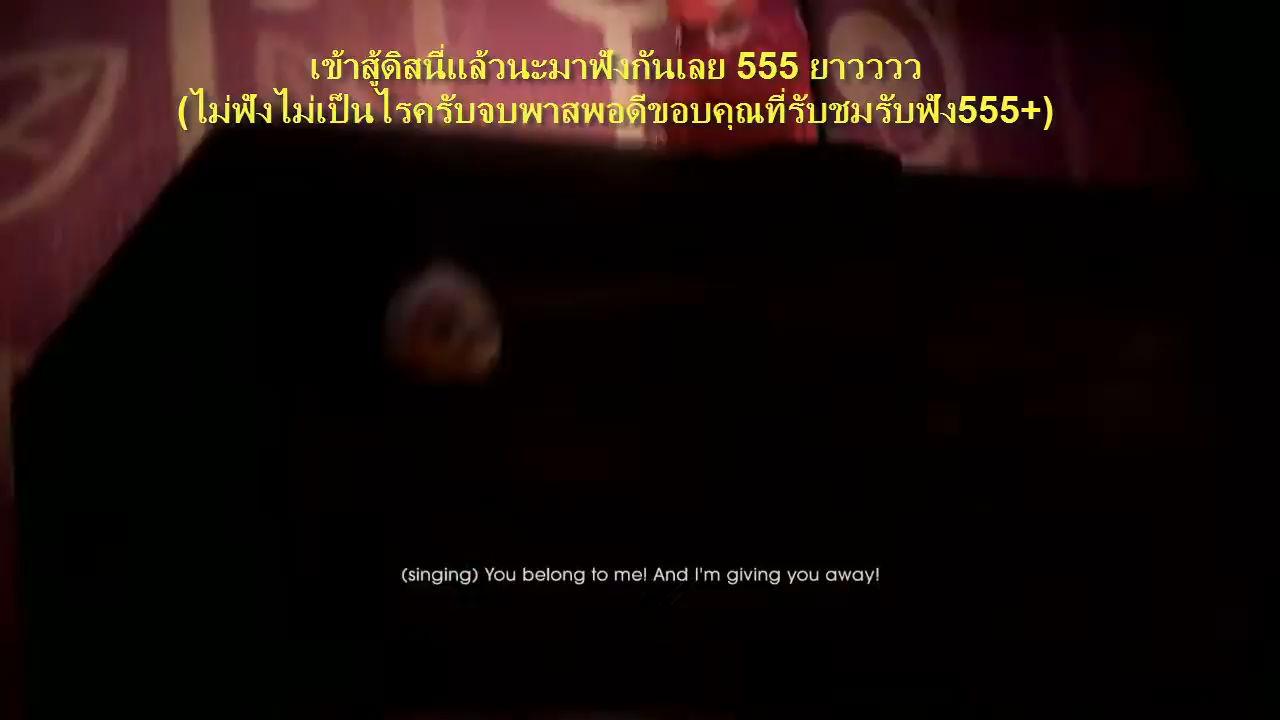 เข้าสู้ดิสนี่แล้วนะมาฟังกันเลย 555 ยาวววว
(ไม่ฟังไม่เป็นไรครับจบพาสพอดีขอบคุณที่รับชมรับฟัง555+)
(singing) You belong to me! And I'm giving you away!